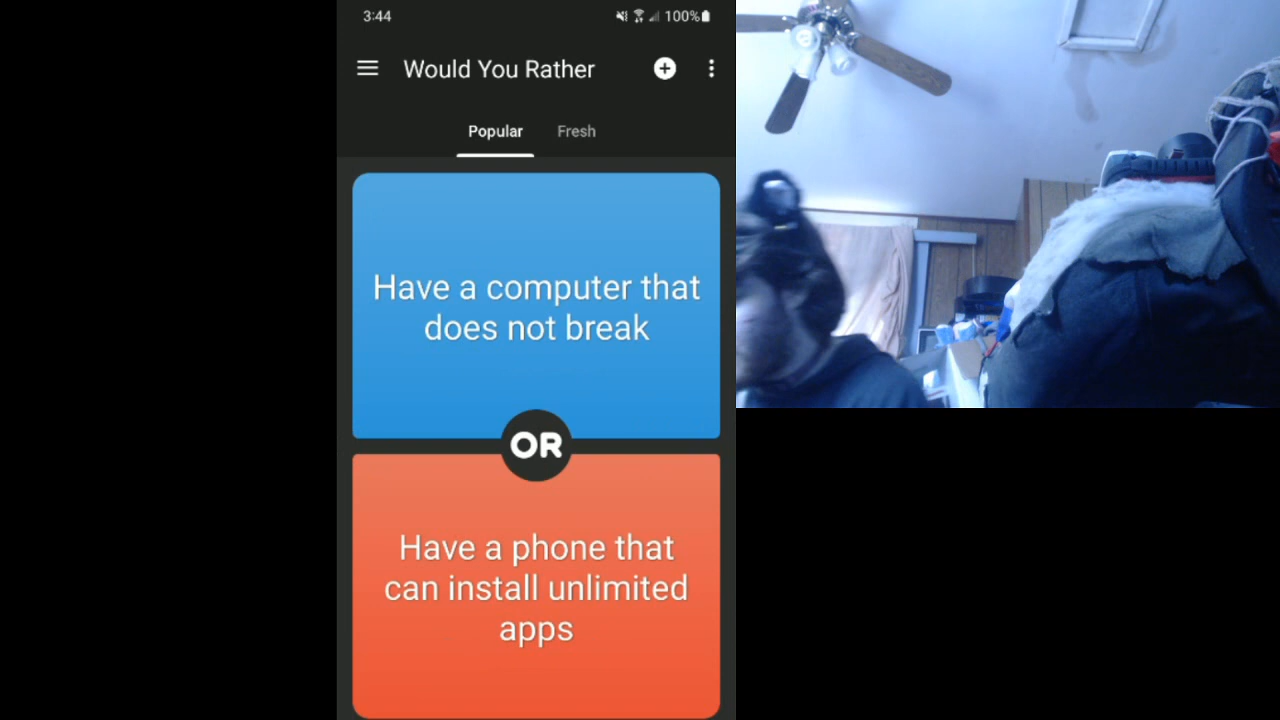 3:44
100%
Would You Rather
Popular
Fresh
Have a computer that
does not break
OR
Have a phone that
can install unlimited
apps